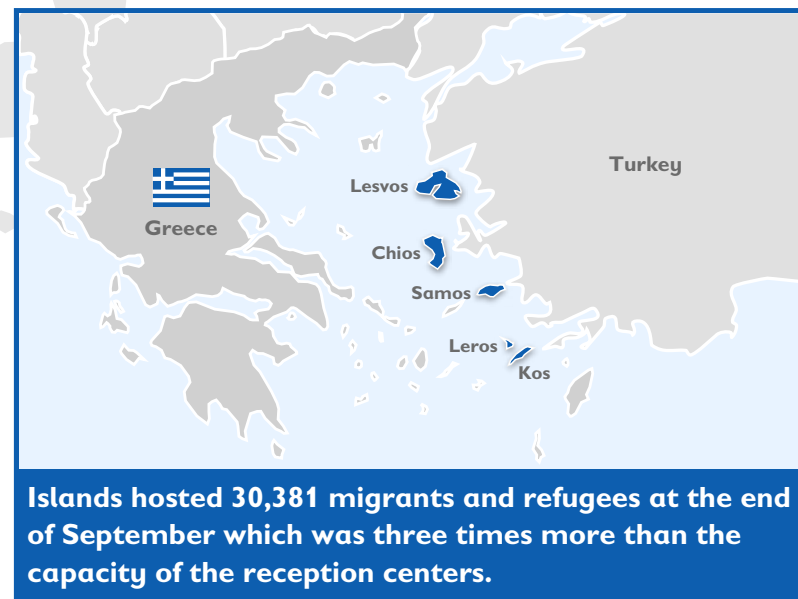 Turkey
Lesvos
Greece
Chios
Samos
Leros
Kos
Islands hosted 30,381 migrants and refugees at the end
of September which was three times more than the
capacity of the reception centers.